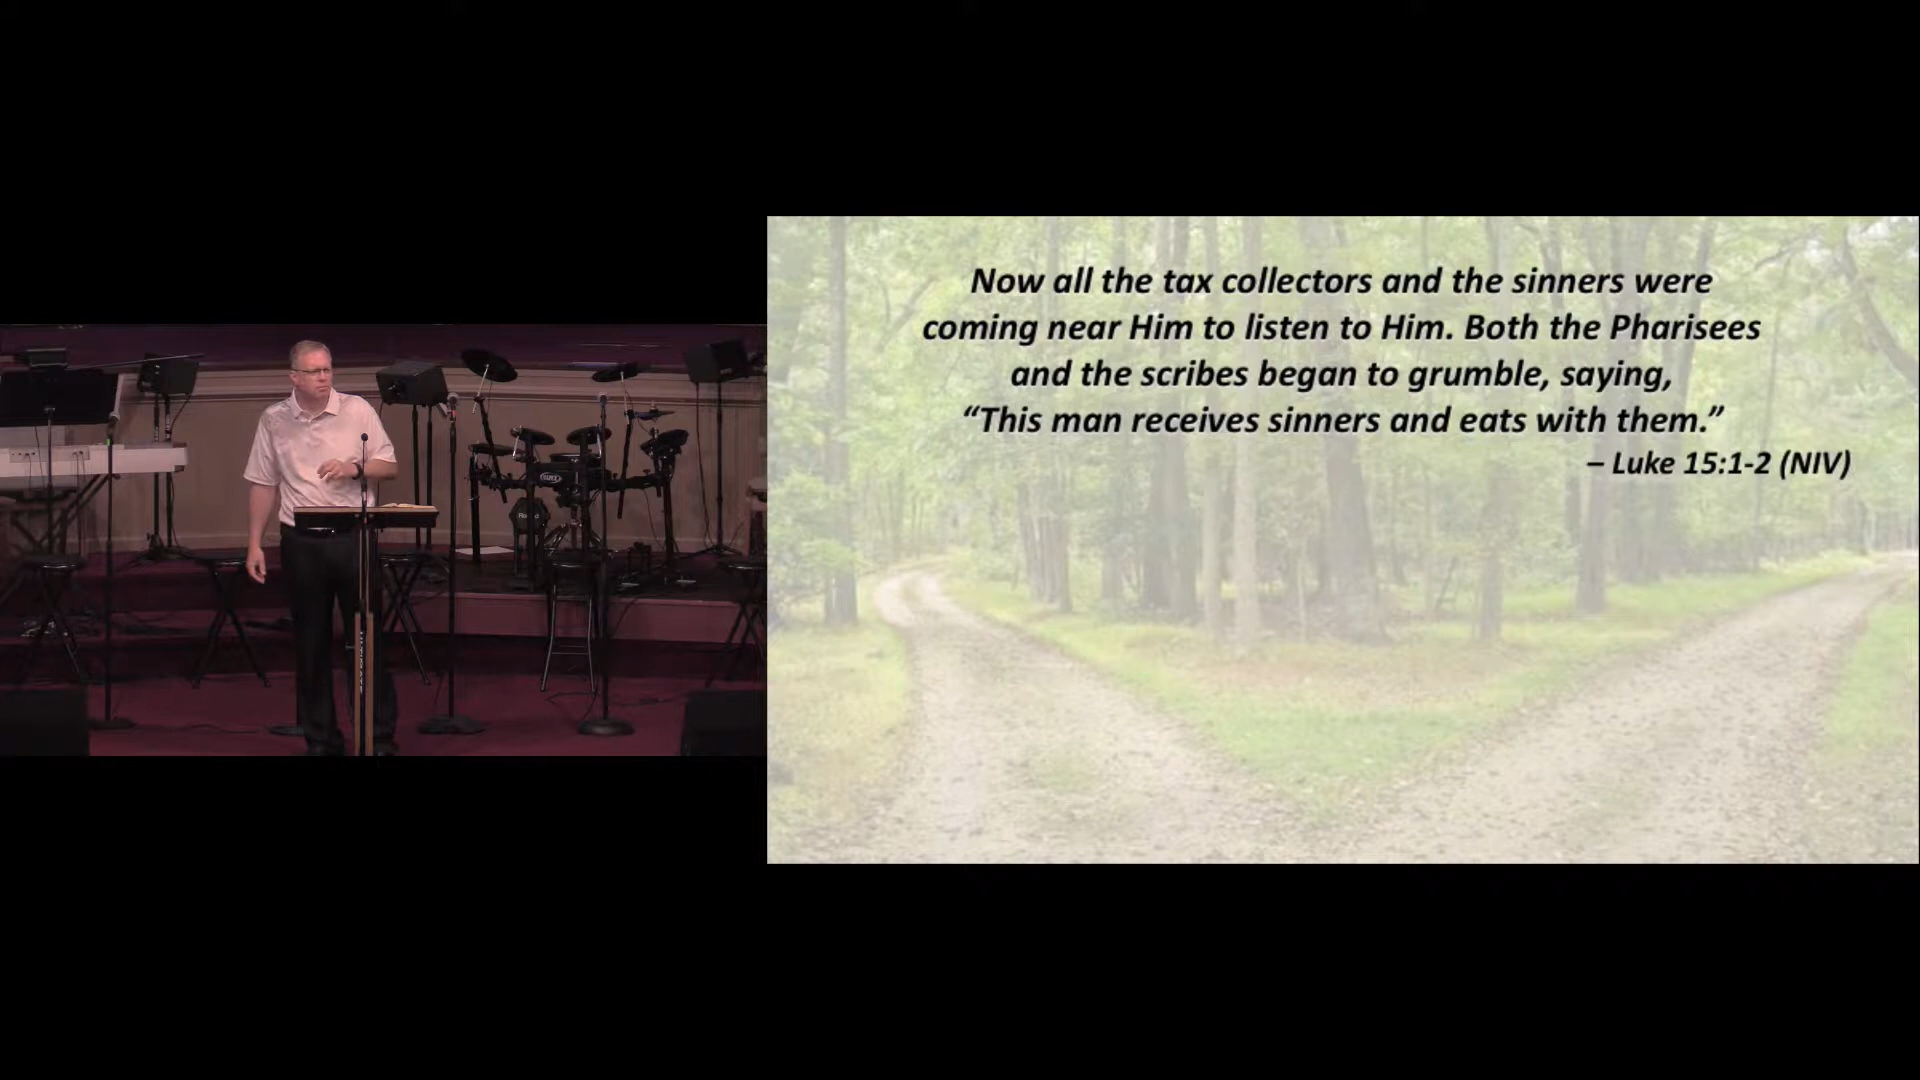 Now all the tax collectors and the sinners were
coming near Him to listen to Him. Both the Pharisees
and the scribes began to grumble, saying,
“This man receives sinners and eats with them.”
– Luke 15:1-2 (NIV)